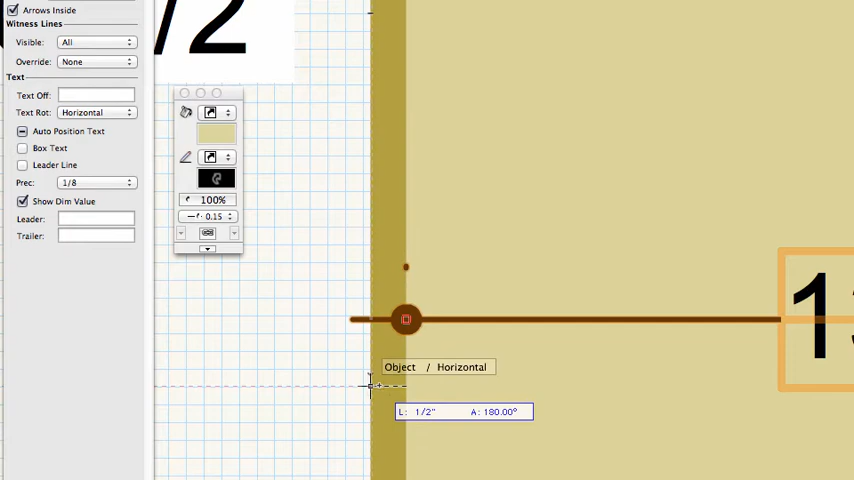 Arrows Inside
Witness Lines
Visible: All
Override: None
Text
Text Off:
Text Rot: Horizontal
Auto Position Text
Box Text
Leader Line
Prec: 1/8
Show Dim Value
Leader:
Trailer:
/2
100%
0.15
1
Object / Horizontal
L: 1/2" A: 180.00°